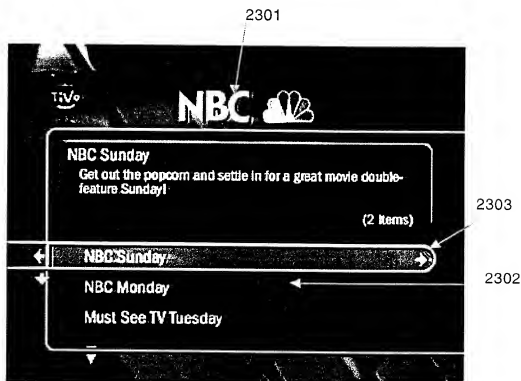 2301
TiVo
NBC
NBC Sunday
Get out the popcorn and settle in for a great movie double-
feature Sunday!
(2 Items)
2303
NBC Sunday
NBC Monday
2302
Must See TV Tuesday